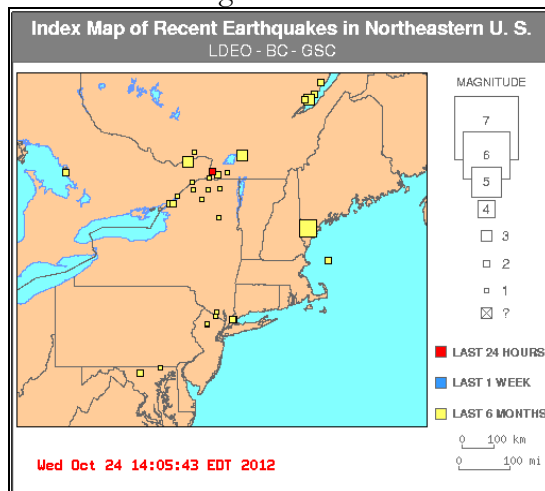 Index Map of Recent Earthquakes in Northeastern U. S.
LDEO - BC - GSC
MAGNITUDE
7
6
5
4
3
2
1
?
LAST 24 HOURS
LAST 1 WEEK
LAST 6 MONTHS
0 100 km
0 100 mi
Wed Oct 24 14:05:43 EDT 2012